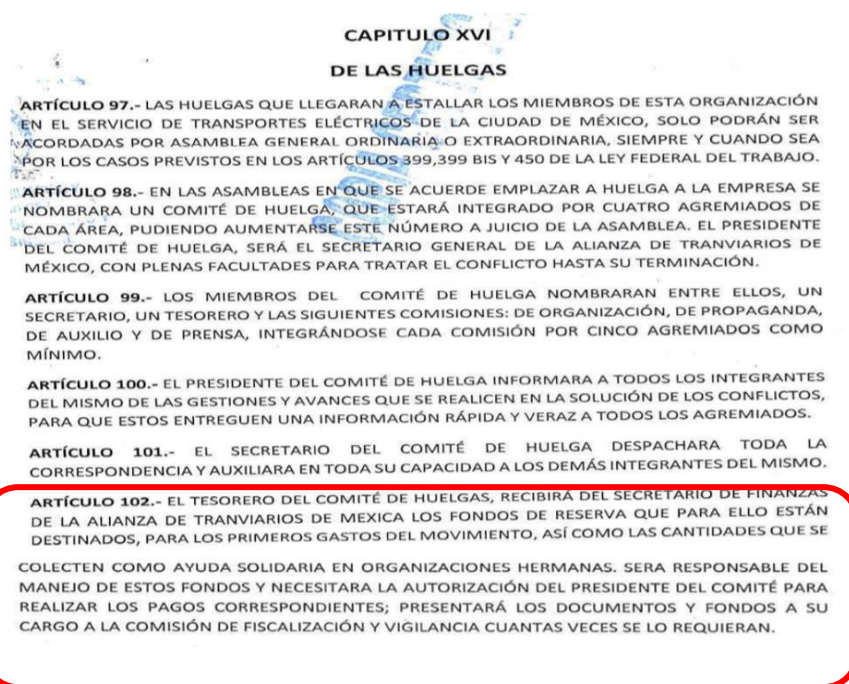 CAPITULO XVI
DE LAS HUELGAS
ARTÍCULO 97.- LAS HUELGAS QUE LLEGARAN A ESTALLAR LOS MIEMBROS DE ESTA ORGANIZACIÓN
EN EL SERVICIO DE TRANSPORTES ELÉCTRICOS DE LA CIUDAD DE MÉXICO, SOLO PODRÁN SER
ACORDADAS POR ASAMBLEA GENERAL ORDINARIA O EXTRAORDINARIA, SIEMPRE Y CUANDO SEA
POR LOS CASOS PREVISTOS EN LOS ARTÍCULOS 399,399 BIS Y 450 DE LA LEY FEDERAL DEL TRABAJO.
ARTÍCULO 98.- EN LAS ASAMBLEAS EN QUE SE ACUERDE EMPLAZAR A HUELGA A LA EMPRESA SE
NOMBRARA UN COMITÉ DE HUELGA, QUE ESTARÁ INTEGRADO POR CUATRO AGREMIADOS DE
CADA ÁREA, PUDIENDO AUMENTARSE ESTE NÚMERO A JUICIO DE LA ASAMBLEA. EL PRESIDENTE
DEL COMITÉ DE HUELGA, SERÁ EL SECRETARIO GENERAL DE LA ALIANZA DE TRANVIARIOS DE
MÉXICO, CON PLENAS FACULTADES PARA TRATAR EL CONFLICTO HASTA SU TERMINACIÓN.
ARTÍCULO 99.- LOS MIEMBROS DEL COMITÉ DE HUELGA NOMBRARAN ENTRE ELLOS, UN
SECRETARIO, UN TESORERO Y LAS SIGUIENTES COMISIONES: DE ORGANIZACIÓN, DE PROPAGANDA,
DE AUXILIO Y DE PRENSA, INTEGRÁNDOSE CADA COMISIÓN POR CINCO AGREMIADOS COMO
MÍNIMO.
ARTÍCULO 100.- EL PRESIDENTE DEL COMITÉ DE HUELGA INFORMARA A TODOS LOS INTEGRANTES
DEL MISMO DE LAS GESTIONES Y AVANCES QUE SE REALICEN EN LA SOLUCIÓN DE LOS CONFLICTOS,
PARA QUE ESTOS ENTREGUEN UNA INFORMACIÓN RÁPIDA Y VERAZ A TODOS LOS AGREMIADOS.
ARTÍCULO 101.- EL SECRETARIO DEL COMITÉ DE HUELGA DESPACHARA TODA LA
CORRESPONDENCIA Y AUXILIARA EN TODA SU CAPACIDAD A LOS DEMÁS INTEGRANTES DEL MISMO.
ARTÍCULO 102.- EL TESORERO DEL COMITÉ DE HUELGAS, RECIBIRÁ DEL SECRETARIO DE FINANZAS
DE LA ALIANZA DE TRANVIARIOS DE MEXICA LOS FONDOS DE RESERVA QUE PARA ELLO ESTÁN
DESTINADOS, PARA LOS PRIMEROS GASTOS DEL MOVIMIENTO, ASÍ COMO LAS CANTIDADES QUE SE
COLECTEN COMO AYUDA SOLIDARIA EN ORGANIZACIONES HERMANAS. SERA RESPONSABLE DEL
MANEJO DE ESTOS FONDOS Y NECESITARA LA AUTORIZACIÓN DEL PRESIDENTE DEL COMITÉ PARA
REALIZAR LOS PAGOS CORRESPONDIENTES; PRESENTARÁ LOS DOCUMENTOS Y FONDOS A SU
CARGO A LA COMISIÓN DE FISCALIZACIÓN Y VIGILANCIA CUANTAS VECES SE LO REQUIERAN.